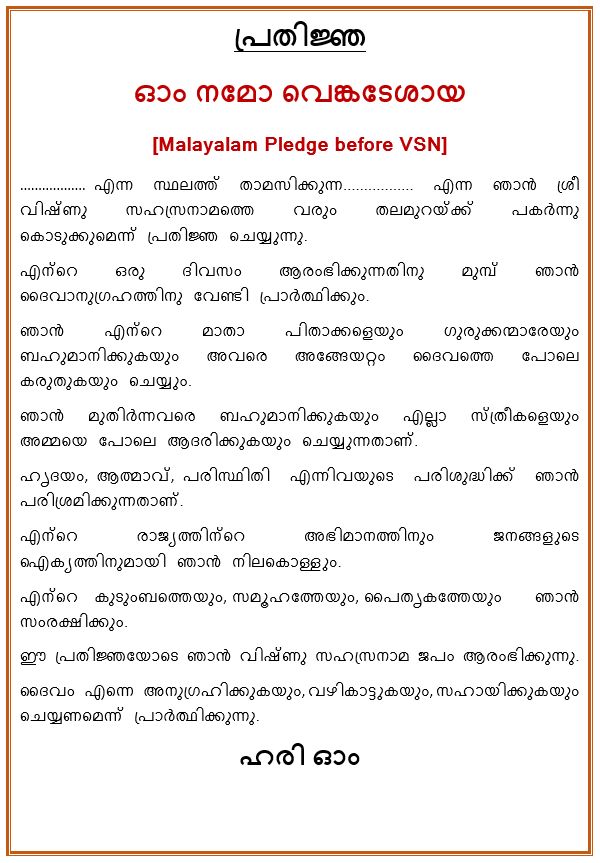 പ്രതിജ്ഞ
ഓം നമോ വെങ്കടേശായ
[Malayalam Pledge before VSN]
.................. എന്ന സ്ഥലത്ത് താമസിക്കുന്ന................. എന്ന ഞാൻ ശ്രീ
വിഷ്ണു സഹസ്രനാമത്തെ വരും തലമുറയ്ക്ക് പകർന്നു
കൊടുക്കുമെന്ന് പ്രതിജ്ഞ ചെയ്യുന്നു.
എന്റെ ഒരു ദിവസം ആരംഭിക്കുന്നതിനു മുമ്പ് ഞാൻ
ദൈവാനുഗ്രഹത്തിനു വേണ്ടി പ്രാർത്ഥിക്കും.
ഞാൻ എന്റെ മാതാ പിതാക്കളെയും ഗുരുക്കന്മാരേയും
ബഹുമാനിക്കുകയും അവരെ അങ്ങേയറ്റം ദൈവത്തെ പോലെ
കരുതുകയും ചെയ്യും.
ഞാൻ മുതിർന്നവരെ ബഹുമാനിക്കുകയും എല്ലാ സ്ത്രീകളെയും
അമ്മയെ പോലെ ആദരിക്കുകയും ചെയ്യുന്നതാണ്.
ഹൃദയം, ആത്മാവ്, പരിസ്ഥിതി എന്നിവയുടെ പരിശുദ്ധിക്ക് ഞാൻ
പരിശ്രമിക്കുന്നതാണ്.
എന്റെ രാജ്യത്തിന്റെ അഭിമാനത്തിനും ജനങ്ങളുടെ
ഐക്യത്തിനുമായി ഞാൻ നിലകൊള്ളും.
എന്റെ കുടുംബത്തെയും, സമൂഹത്തേയും, പൈതൃകത്തേയും ഞാൻ
സംരക്ഷിക്കും.
ഈ പ്രതിജ്ഞയോടെ ഞാൻ വിഷ്ണു സഹസ്രനാമ ജപം ആരംഭിക്കുന്നു.
ദൈവം എന്നെ അനുഗ്രഹിക്കുകയും, വഴികാട്ടുകയും, സഹായിക്കുകയും
ചെയ്യണമെന്ന് പ്രാർത്ഥിക്കുന്നു.
ഹരി ഓം